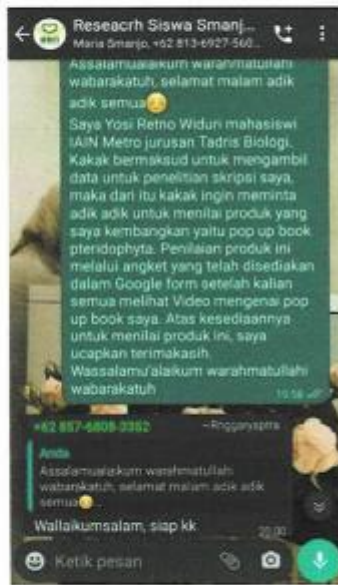 Reseacrh Siswa Smanj...
Maria Smanjo, +62 813-6927-560...
Assalamualaikum warahmatullahi
wabarakatuh, selamat malam adik
adik semua😊
Saya Yosi Retno Widuri mahasiswi
IAIN Metro jurusan Tadris Biologi.
Kakak bermaksud untuk mengambil
data untuk penelitian skripsi saya,
maka dari itu kakak ingin meminta
adik adik untuk menilai produk yang
saya kembangkan yaitu pop up book
pteridophyta. Penilaian produk ini
melalui angket yang telah disediakan
dalam Google form setelah kalian
semua melihat Video mengenai pop
up book saya. Atas kesediaannya
untuk menilai produk ini, saya
ucapkan terimakasih.
Wassalamu'alaikum warahmatullahi
wabarakatuh
19.58
+62 857-6808-3352
Anda
Assalamualaikum warahmatullahi
wabarakatuh, selamat malam adik adik
semua😊...
Wallaikumsalam, siap kk
20.00
Ketik pesan